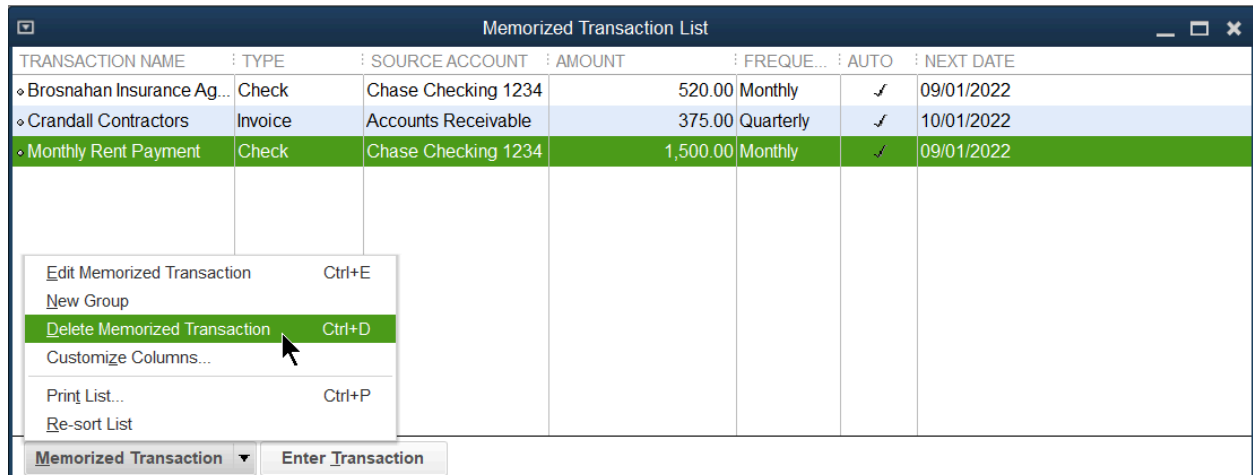 Memorized Transaction List
TRANSACTION NAME TYPE SOURCE ACCOUNT AMOUNT FREQUE... AUTO NEXT DATE
Brosnahan Insurance Ag... Check Chase Checking 1234 520.00 Monthly ✓ 09/01/2022
Crandall Contractors Invoice Accounts Receivable 375.00 Quarterly ✓ 10/01/2022
Monthly Rent Payment Check Chase Checking 1234 1,500.00 Monthly ✓ 09/01/2022
Edit Memorized Transaction Ctrl+E
New Group
Delete Memorized Transaction Ctrl+D
Customize Columns...
Print List... Ctrl+P
Re-sort List
Memorized Transaction Enter Transaction